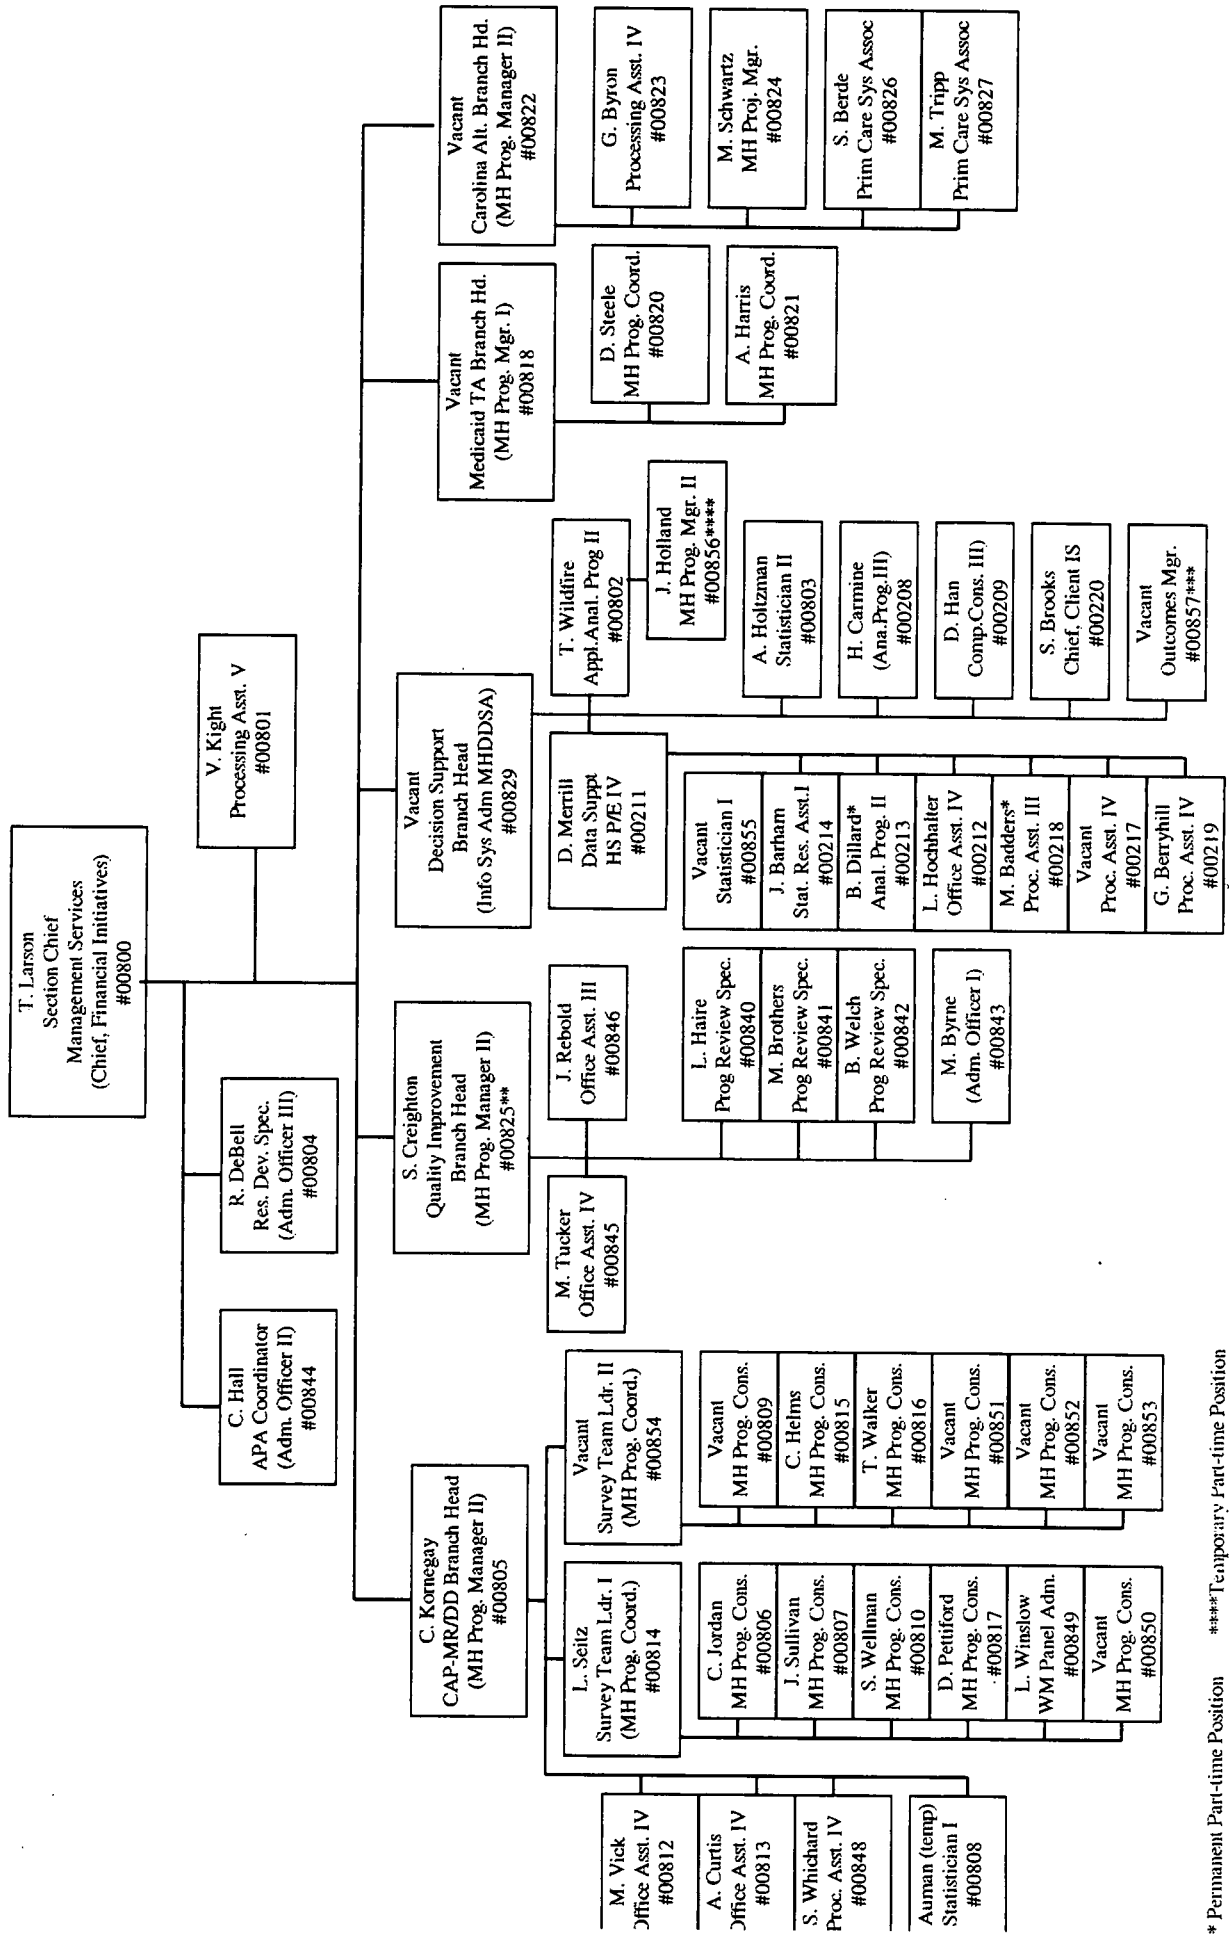 T. Larson
Section Chief
Management Services
(Chief, Financial Initiatives)
#00800
V. Kight
Processing Asst. V
#00801
C. Hall
APA Coordinator
(Adm. Officer II)
#00844
R. DeBell
Res. Dev. Spec.
(Adm. Officer III)
#00804
C. Kornegay
CAP-MR/DD Branch Head
(MH Prog. Manager II)
#00805
M. Vick
Office Asst. IV
#00812
A. Curtis
Office Asst. IV
#00813
S. Whichard
Proc. Asst. IV
#00848
Auman (temp)
Statistician I
#00808
L. Seitz
Survey Team Ldr. I
(MH Prog. Coord.)
#00814
C. Jordan
MH Prog. Cons.
#00806
J. Sullivan
MH Prog. Cons.
#00807
S. Wellman
MH Prog. Cons.
#00810
D. Pettiford
MH Prog. Cons.
#00817
L. Winslow
WM Panel Adm.
#00849
Vacant
MH Prog. Cons.
#00850
Vacant
Survey Team Ldr. II
(MH Prog. Coord.)
#00854
Vacant
MH Prog. Cons.
#00809
C. Helms
MH Prog. Cons.
#00815
T. Walker
MH Prog. Cons.
#00816
Vacant
MH Prog. Cons.
#00851
Vacant
MH Prog. Cons.
#00852
Vacant
MH Prog. Cons.
#00853
S. Creighton
Quality Improvement
Branch Head
(MH Prog. Manager II)
#00825**
M. Tucker
Office Asst. IV
#00845
J. Rebold
Office Asst. III
#00846
L. Haire
Prog Review Spec.
#00840
M. Brothers
Prog Review Spec.
#00841
B. Welch
Prog Review Spec.
#00842
M. Byrne
(Adm. Officer I)
#00843
Vacant
Decision Support
Branch Head
(Info Sys Adm MHDDSA)
#00829
D. Merrill
Data Suppt
HS P/E IV
#00211
Vacant
Statistician I
#00855
J. Barham
Stat. Res. Asst.I
#00214
B. Dillard*
Anal. Prog. II
#00213
L. Hochhalter
Office Asst. IV
#00212
M. Badders*
Proc. Asst. III
#00218
Vacant
Proc. Asst. IV
#00217
G. Berryhill
Proc. Asst. IV
#00219
T. Wildfire
Appl.Anal. Prog II
#00802
J. Holland
MH Prog. Mgr. II
#00856****
A. Holtzman
Statistician II
#00803
H. Carmine
(Ana.Prog.III)
#00208
D. Han
Comp.Cons. III)
#00209
S. Brooks
Chief, Client IS
#00220
Vacant
Outcomes Mgr.
#00857***
Vacant
Medicaid TA Branch Hd.
(MH Prog. Mgr. I)
#00818
D. Steele
MH Prog. Coord.
#00820
A. Harris
MH Prog. Coord.
#00821
Vacant
Carolina Alt. Branch Hd.
(MH Prog. Manager II)
#00822
G. Byron
Processing Asst. IV
#00823
M. Schwartz
MH Proj. Mgr.
#00824
S. Berde
Prim Care Sys Assoc
#00826
M. Tripp
Prim Care Sys Assoc
#00827
* Permanent Part-time Position ****Temporary Part-time Position